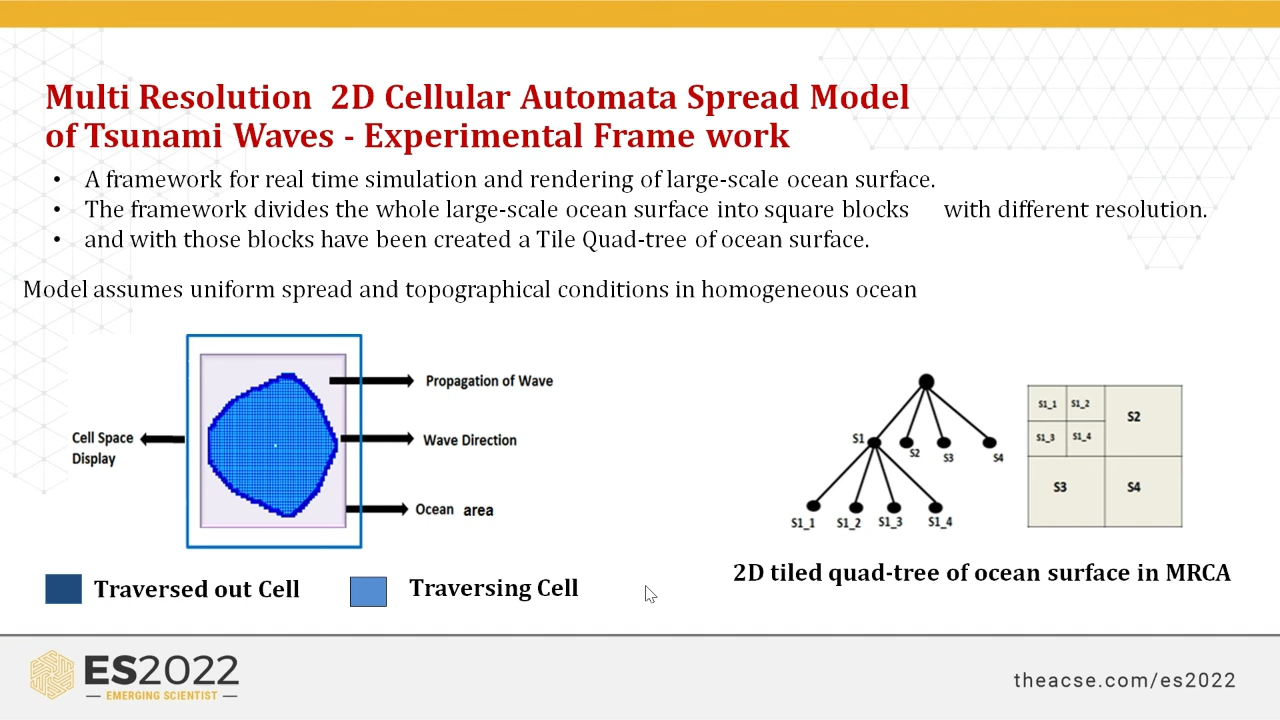 Multi Resolution 2D Cellular Automata Spread Model
of Tsunami Waves - Experimental Frame work
• A framework for real time simulation and rendering of large-scale ocean surface.
• The framework divides the whole large-scale ocean surface into square blocks with different resolution.
• and with those blocks have been created a Tile Quad-tree of ocean surface.
Model assumes uniform spread and topographical conditions in homogeneous ocean
Propagation of Wave
Cell Space
Display
Wave Direction
Ocean area
Traversed out Cell
Traversing Cell
S1
S2
S3
S4
S1_1
S1_2
S1_3
S1_4
S1_1
S1_2
S2
S1_3
S1_4
S3
S4
2D tiled quad-tree of ocean surface in MRCA
ES2022
EMERGING SCIENTIST
theacse.com/es2022